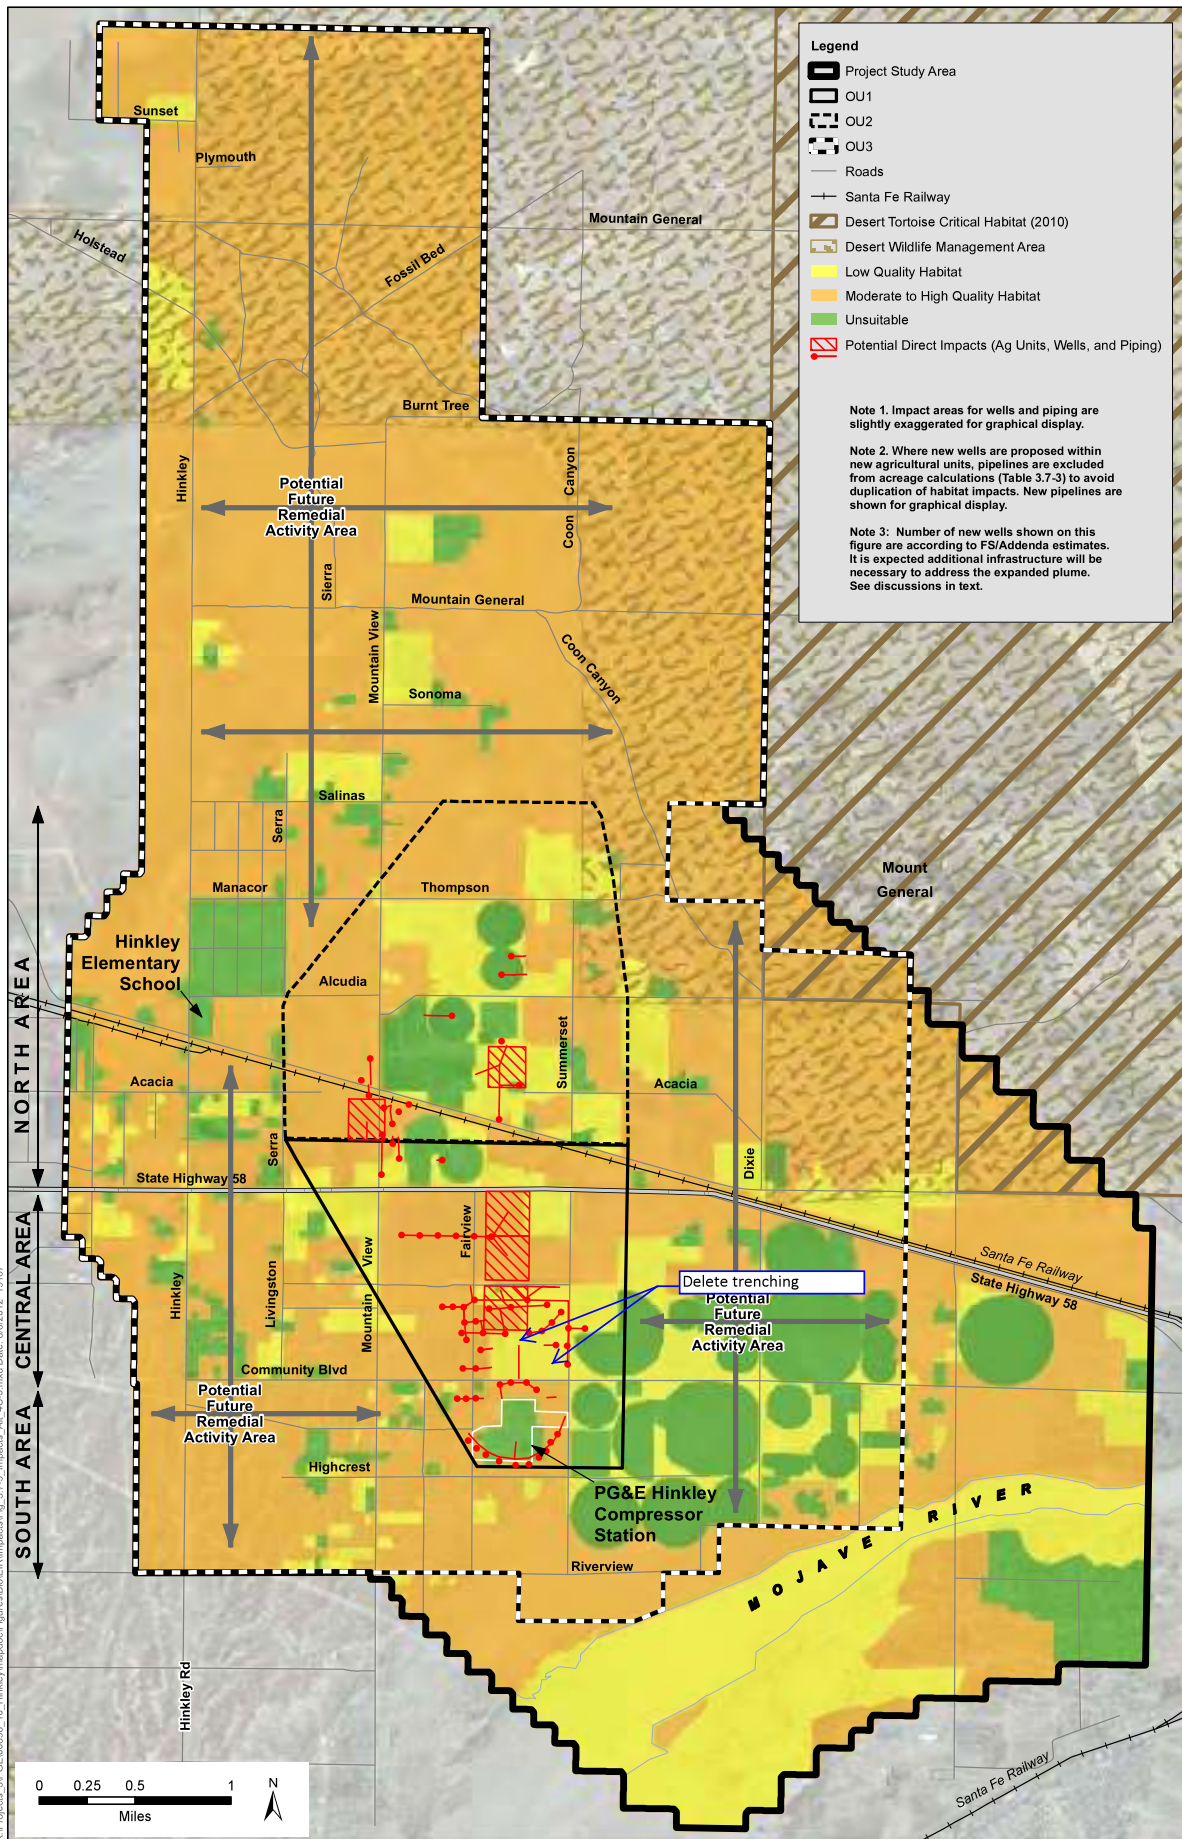 Legend
Project Study Area
OU1
OU2
OU3
Roads
Santa Fe Railway
Desert Tortoise Critical Habitat (2010)
Desert Wildlife Management Area
Low Quality Habitat
Moderate to High Quality Habitat
Unsuitable
Potential Direct Impacts (Ag Units, Wells, and Piping)
Note 1. Impact areas for wells and piping are
slightly exaggerated for graphical display.
Note 2. Where new wells are proposed within
new agricultural units, pipelines are excluded
from acreage calculations (Table 3.7-3) to avoid
duplication of habitat impacts. New pipelines are
shown for graphical display.
Note 3: Number of new wells shown on this
figure are according to FS/Addenda estimates.
It is expected additional infrastructure will be
necessary to address the expanded plume.
See discussions in text.
Sunset
Plymouth
Mountain General
Holstead
Fossil Bed
Burnt Tree
Hinkley
Canyon
Coon
Potential
Future
Remedial
Activity Area
Sierra
Mountain General
Mountain View
Coon Canyon
Sonoma
Salinas
Serra
Manacor
Thompson
Mount
General
Hinkley
Elementary
School
Alcudia
NORTH AREA
Summerset
Acacia
Acacia
Serra
Dixie
State Highway 58
CENTRAL AREA
Fairview
View
Mountain
Livingston
Hinkley
Santa Fe Railway
State Highway 58
Delete trenching
Potential
Future
Remedial
Activity Area
Community Blvd
Potential
Future
Remedial
Activity Area
SOUTH AREA
Highcrest
PG&E Hinkley
Compressor
Station
MOJAVE RIVER
Riverview
Hinkley Rd
Santa Fe Railway
0 0.25 0.5 1
Miles
N